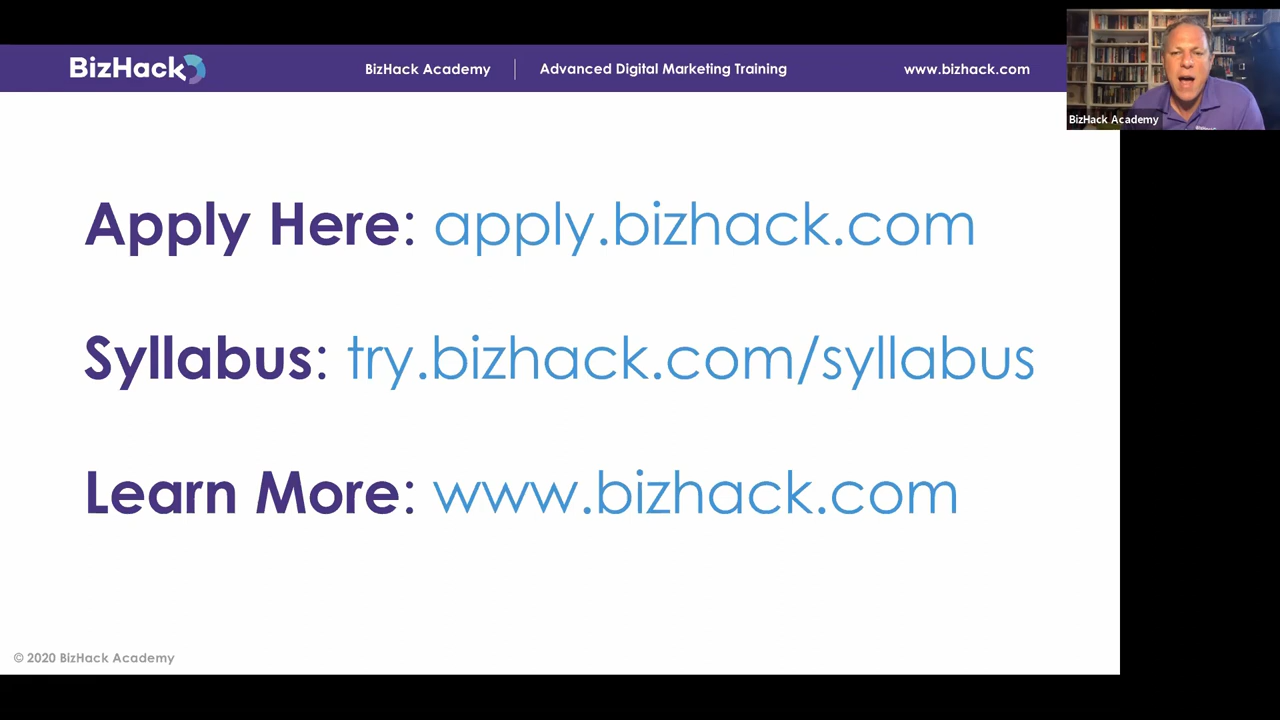 BizHack
BizHack Academy | Advanced Digital Marketing Training
www.bizhack.com
BizHack Academy
Apply Here: apply.bizhack.com
Syllabus: try.bizhack.com/syllabus
Learn More: www.bizhack.com
© 2020 BizHack Academy